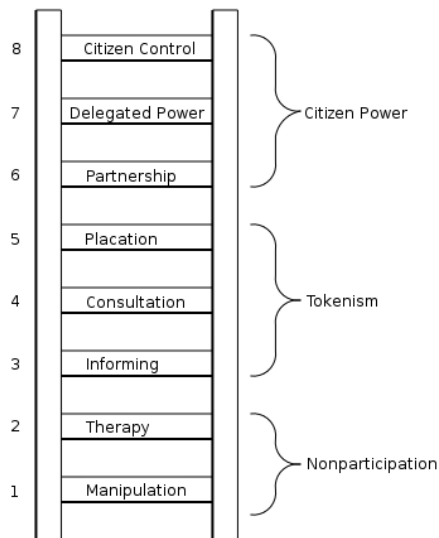 8 Citizen Control
7 Delegated Power
Citizen Power
6 Partnership
5 Placation
4 Consultation
Tokenism
3 Informing
2 Therapy
Nonparticipation
1 Manipulation